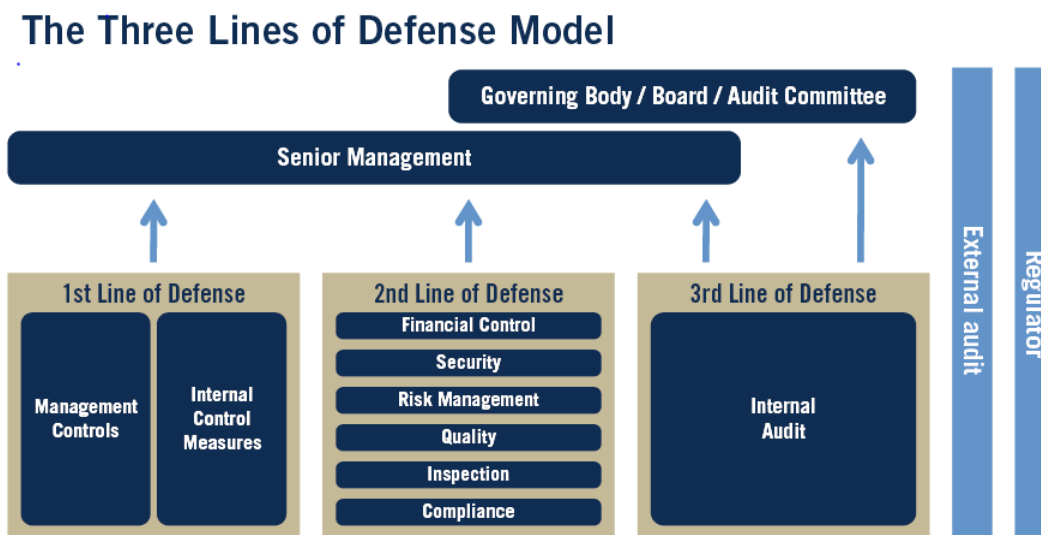 The Three Lines of Defense Model
Governing Body / Board / Audit Committee
Senior Management
1st Line of Defense
Management
Controls
Internal
Control
Measures
2nd Line of Defense
Financial Control
Security
Risk Management
Quality
Inspection
Compliance
3rd Line of Defense
Internal
Audit
External audit
Regulator